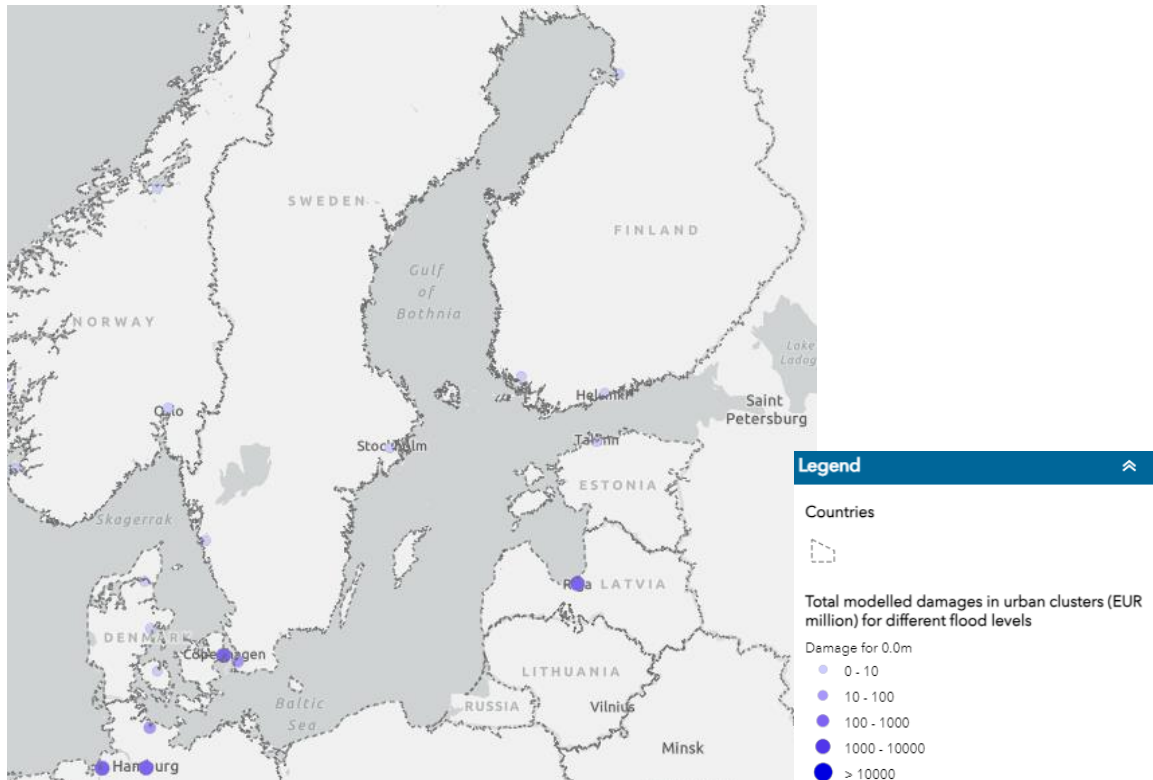 SWEDEN
FINLAND
Gulf
of
Bothnia
NORWAY
Lake
Oslo
Helsinki
Saint
Petersburg
Stockholm
Tallinn
ESTONIA
Skagerrak
Riga
LATVIA
DENMARK
Copenhagen
LITHUANIA
Baltic
Sea
RUSSIA
Vilnius
Minsk
Hamburg
Legend
Countries
Total modelled damages in urban clusters (EUR
million) for different flood levels
Damage for 0.0m
0 - 10
10 - 100
100 - 1000
1000 - 10000
> 10000